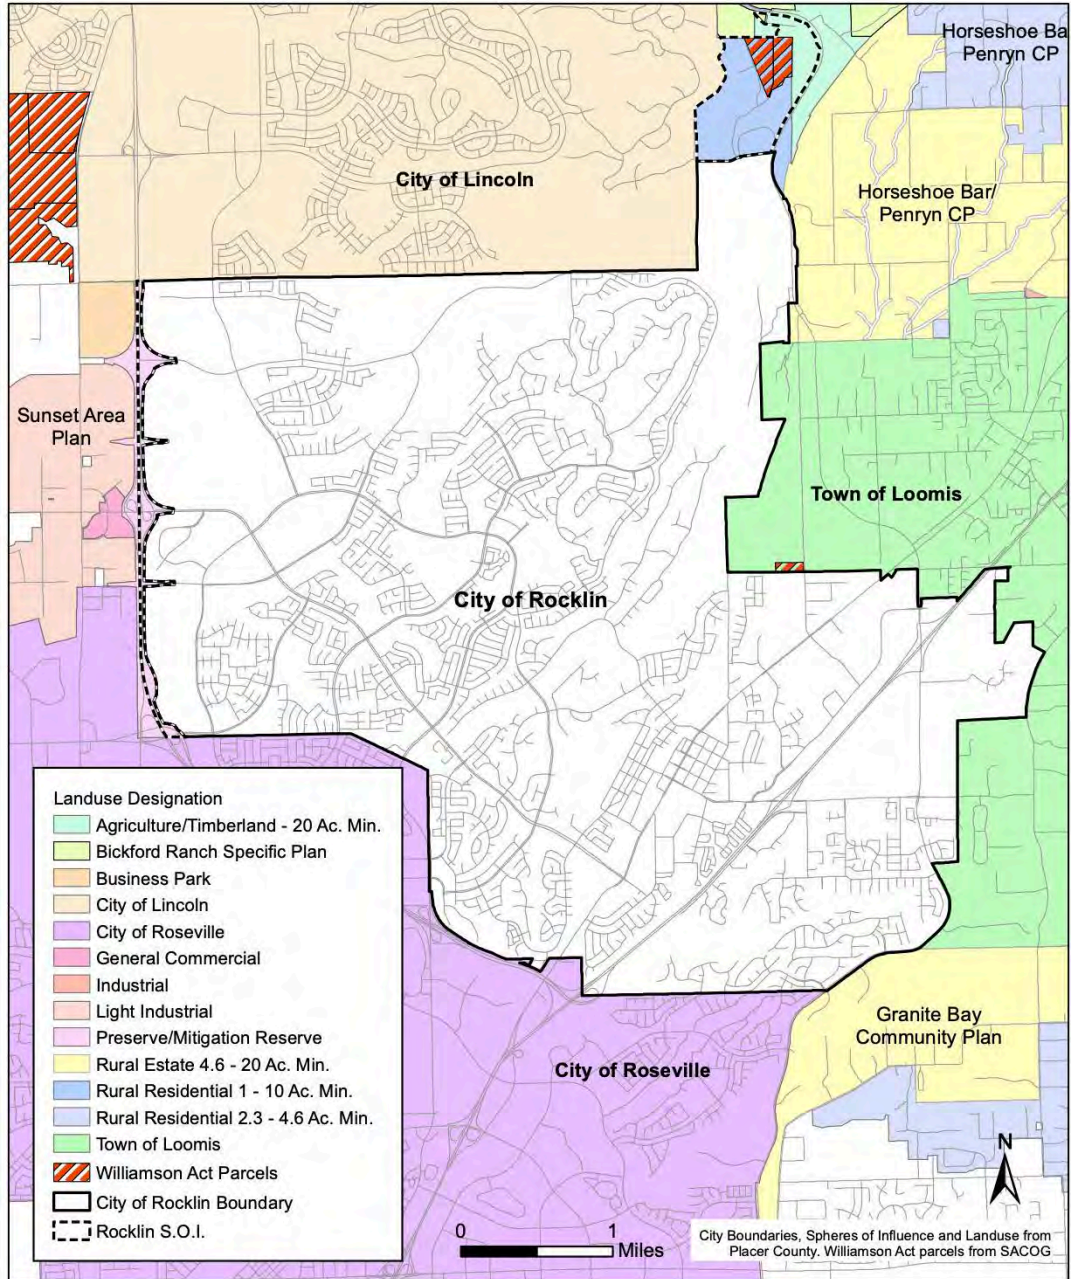 Horseshoe Ba
Penryn CP
City of Lincoln
Horseshoe Bar/
Penryn CP
Sunset Area
Plan
Town of Loomis
City of Rocklin
Landuse Designation
Agriculture/Timberland - 20 Ac. Min.
Bickford Ranch Specific Plan
Business Park
City of Lincoln
City of Roseville
General Commercial
Industrial
Light Industrial
Preserve/Mitigation Reserve
Rural Estate 4.6 - 20 Ac. Min.
Rural Residential 1 - 10 Ac. Min.
Rural Residential 2.3 - 4.6 Ac. Min.
Town of Loomis
Williamson Act Parcels
City of Rocklin Boundary
Rocklin S.O.I.
Granite Bay
Community Plan
City of Roseville
N
0 1
Miles
City Boundaries, Spheres of Influence and Landuse from
Placer County. Williamson Act parcels from SACOG